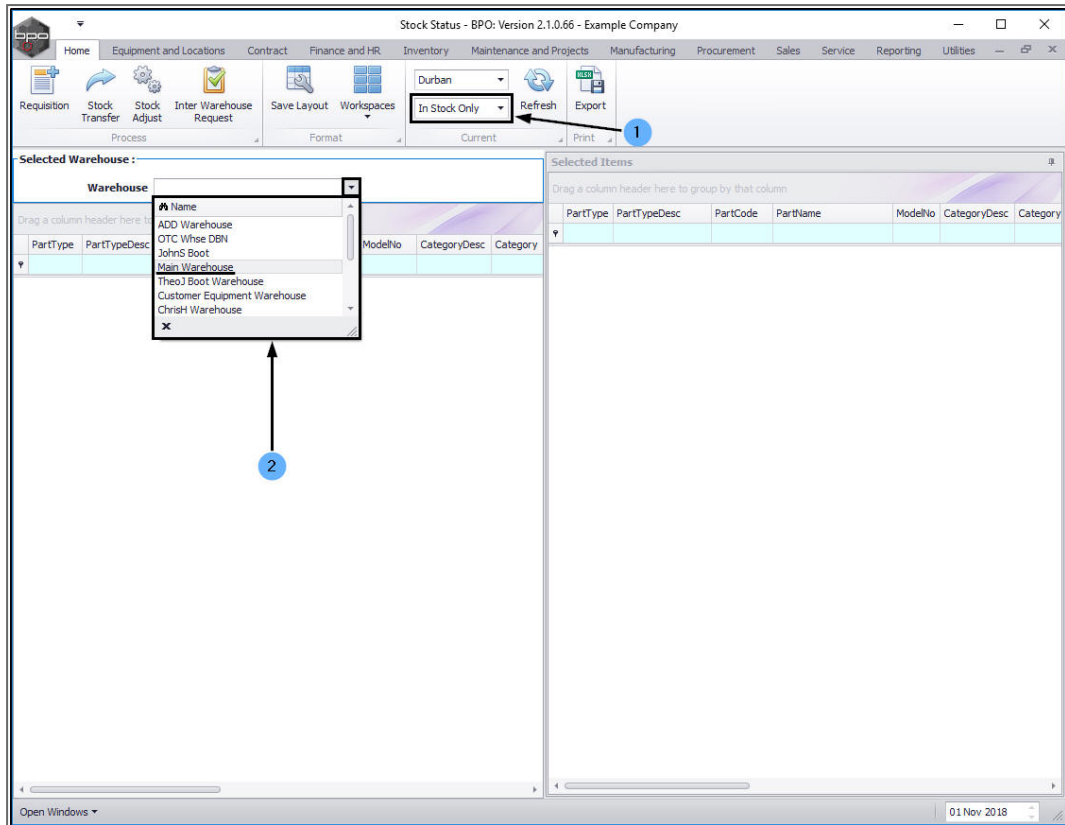 bpo
Stock Status - BPO: Version 2.1.0.66 - Example Company
Home Equipment and Locations Contract Finance and HR Inventory Maintenance and Projects Manufacturing Procurement Sales Service Reporting Utilities
Requisition
Stock Transfer
Stock Adjust
Inter Warehouse Request
Process
Save Layout
Workspaces
Format
Durban
In Stock Only
Refresh
Current
XLSX
Export
Print
1
Selected Warehouse :
Warehouse
Name
ADD Warehouse
OTC Whse DBN
JohnS Boot
Main Warehouse
TheoJ Boot Warehouse
Customer Equipment Warehouse
ChrisH Warehouse
Drag a column header here to
PartType PartTypeDesc ModelNo CategoryDesc Category
2
Selected Items
Drag a column header here to group by that column
PartType PartTypeDesc PartCode PartName ModelNo CategoryDesc Category
Open Windows
01 Nov 2018